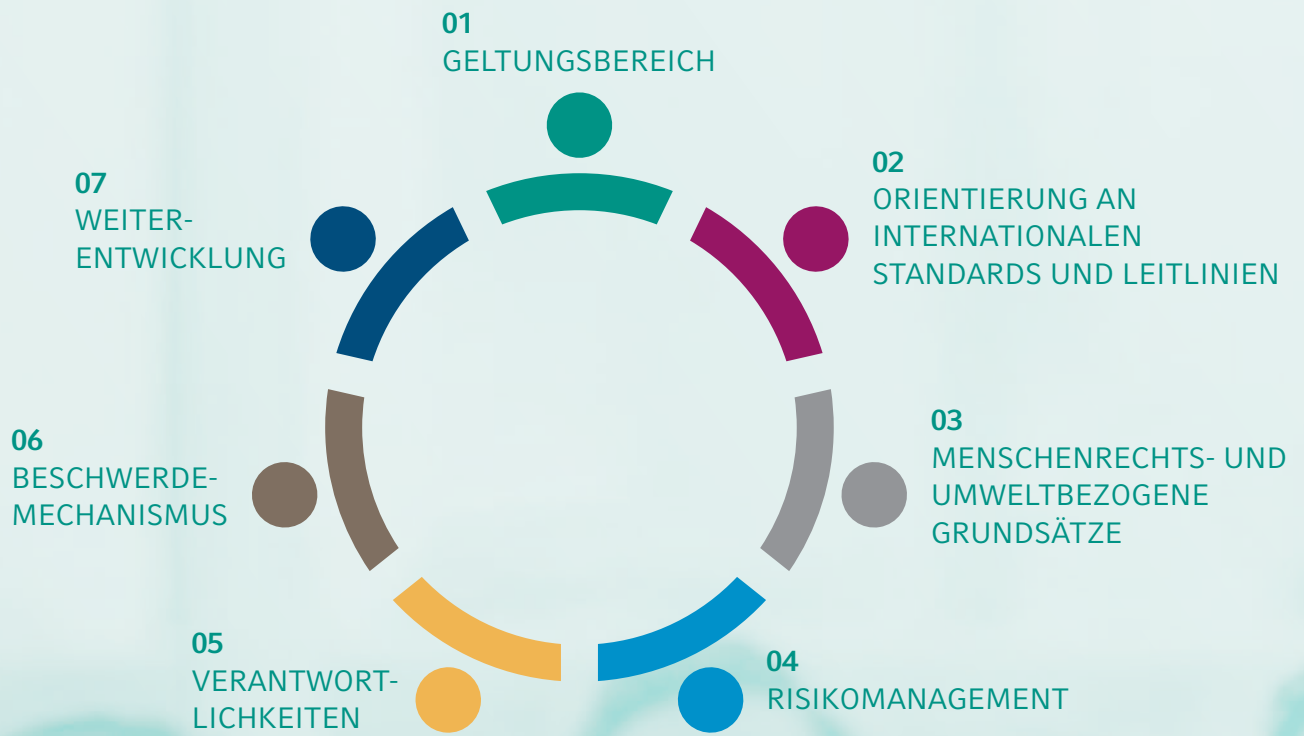 01
GELTUNGSBEREICH
02
ORIENTIERUNG AN
INTERNATIONALEN
STANDARDS UND LEITLINIEN
03
MENSCHENRECHTS- UND
UMWELTBEZOGENE
GRUNDSÄTZE
04
RISIKOMANAGEMENT
05
VERANTWORT-
LICHKEITEN
06
BESCHWERDE-
MECHANISMUS
07
WEITER-
ENTWICKLUNG